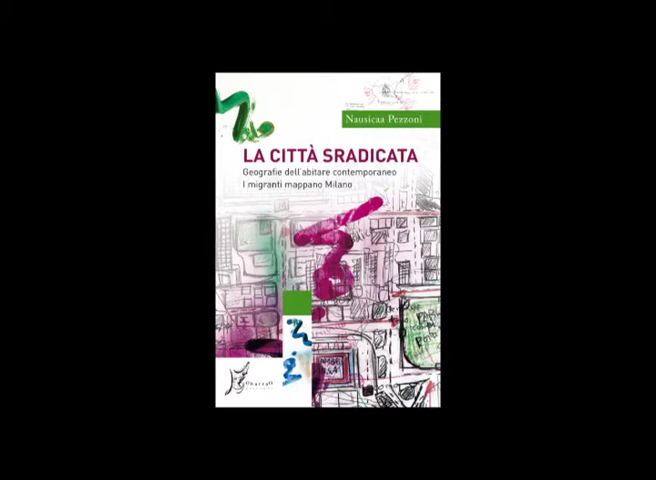 Nausicaa Pezzoni
LA CITTÀ SRADICATA
Geografie dell'abitare contemporaneo
I migranti mappano Milano